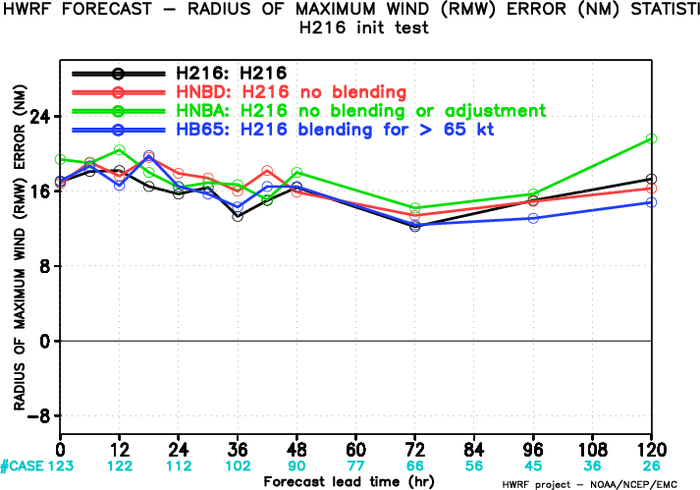 HWRF FORECAST – RADIUS OF MAXIMUM WIND (RMW) ERROR (NM) STATISTI
H216 init test
H216: H216
HNBD: H216 no blending
HNBA: H216 no blending or adjustment
HB65: H216 blending for > 65 kt
RADIUS OF MAXIMUM WIND (RMW) ERROR (NM)
24
16
8
0
–8
0 12 24 36 48 60 72 84 96 108 120
#CASE 123 122 112 102 90 77 66 56 45 36 26
Forecast lead time (hr)
HWRF project – NOAA/NCEP/EMC